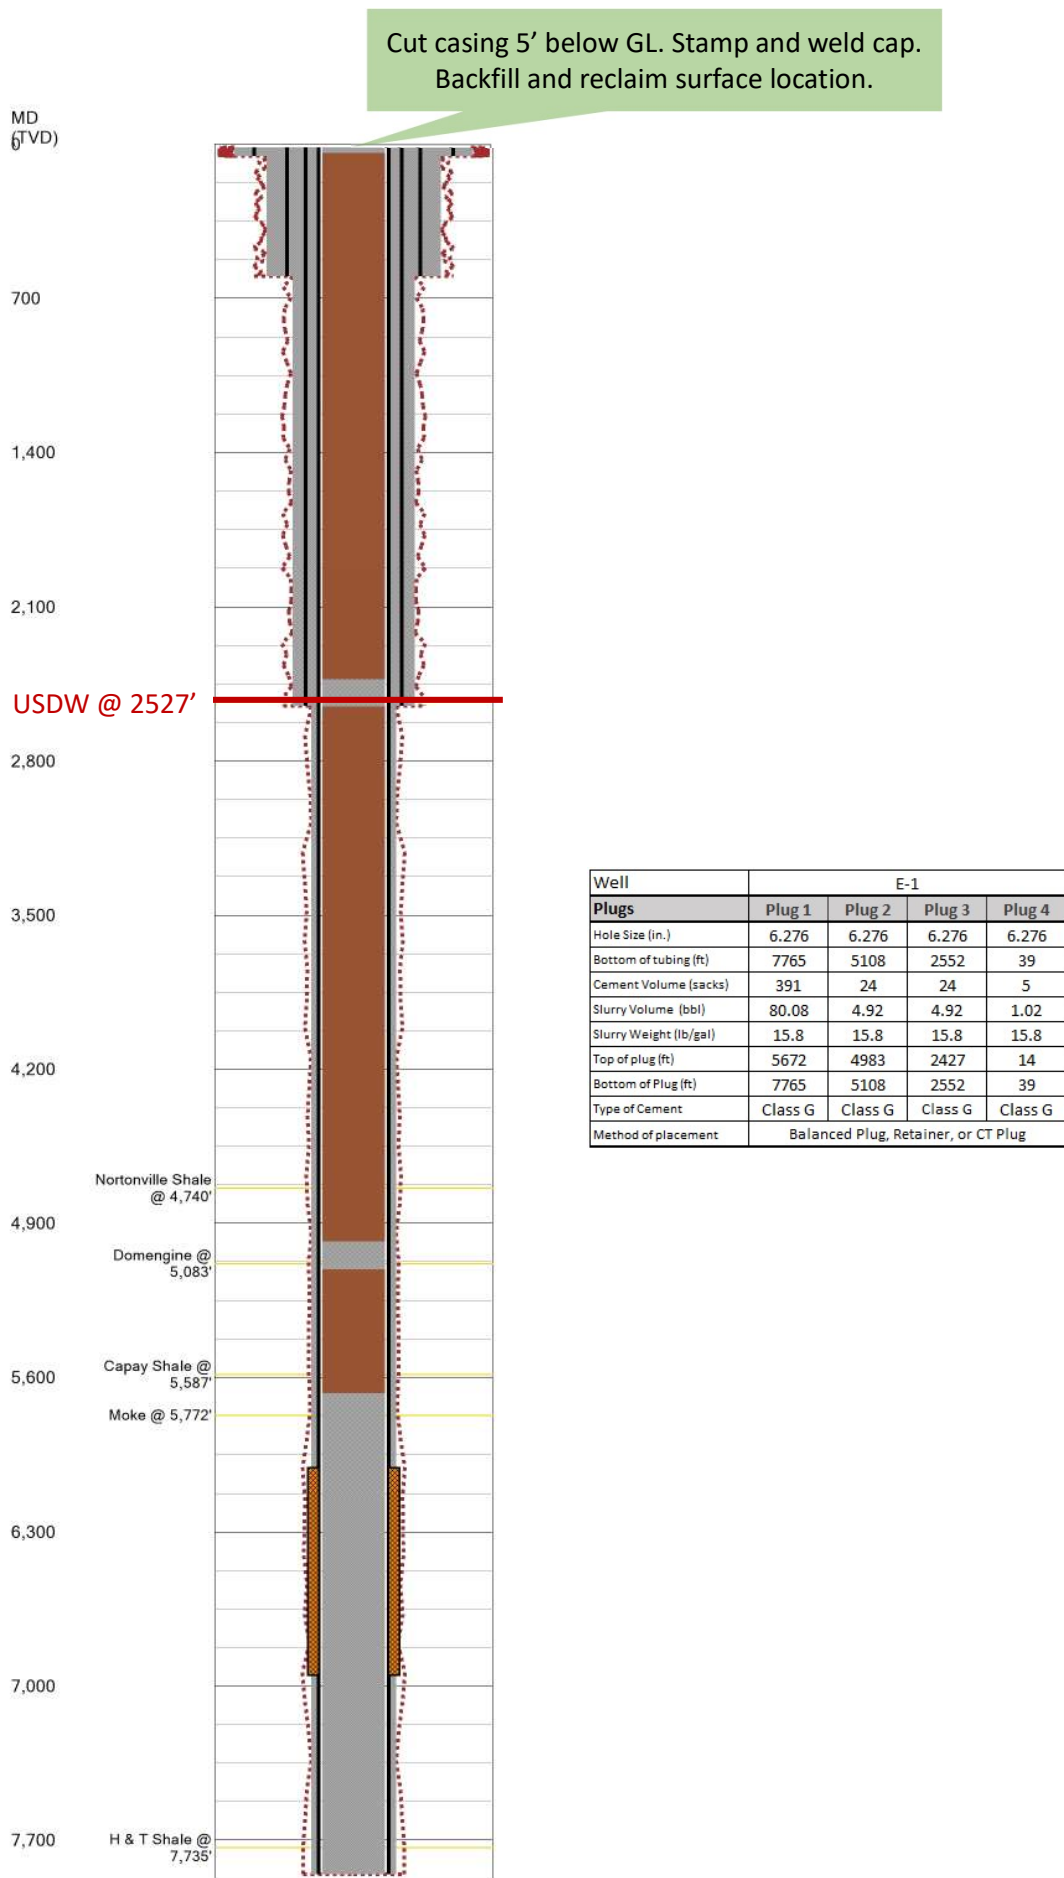 Cut casing 5’ below GL. Stamp and weld cap.
Backfill and reclaim surface location.
MD
(TVD)
0
700
1,400
2,100
USDW @ 2527’
2,800
3,500
4,200
Nortonville Shale
@ 4,740'
4,900
Domengine @
5,083'
Capay Shale @
5,587'
5,600
Moke @ 5,772'
6,300
7,000
7,700
H & T Shale @
7,735'
Well E-1
Plugs Plug 1 Plug 2 Plug 3 Plug 4
Hole Size (in.) 6.276 6.276 6.276 6.276
Bottom of tubing (ft) 7765 5108 2552 39
Cement Volume (sacks) 391 24 24 5
Slurry Volume (bbl) 80.08 4.92 4.92 1.02
Slurry Weight (lb/gal) 15.8 15.8 15.8 15.8
Top of plug (ft) 5672 4983 2427 14
Bottom of Plug (ft) 7765 5108 2552 39
Type of Cement Class G Class G Class G Class G
Method of placement Balanced Plug, Retainer, or CT Plug